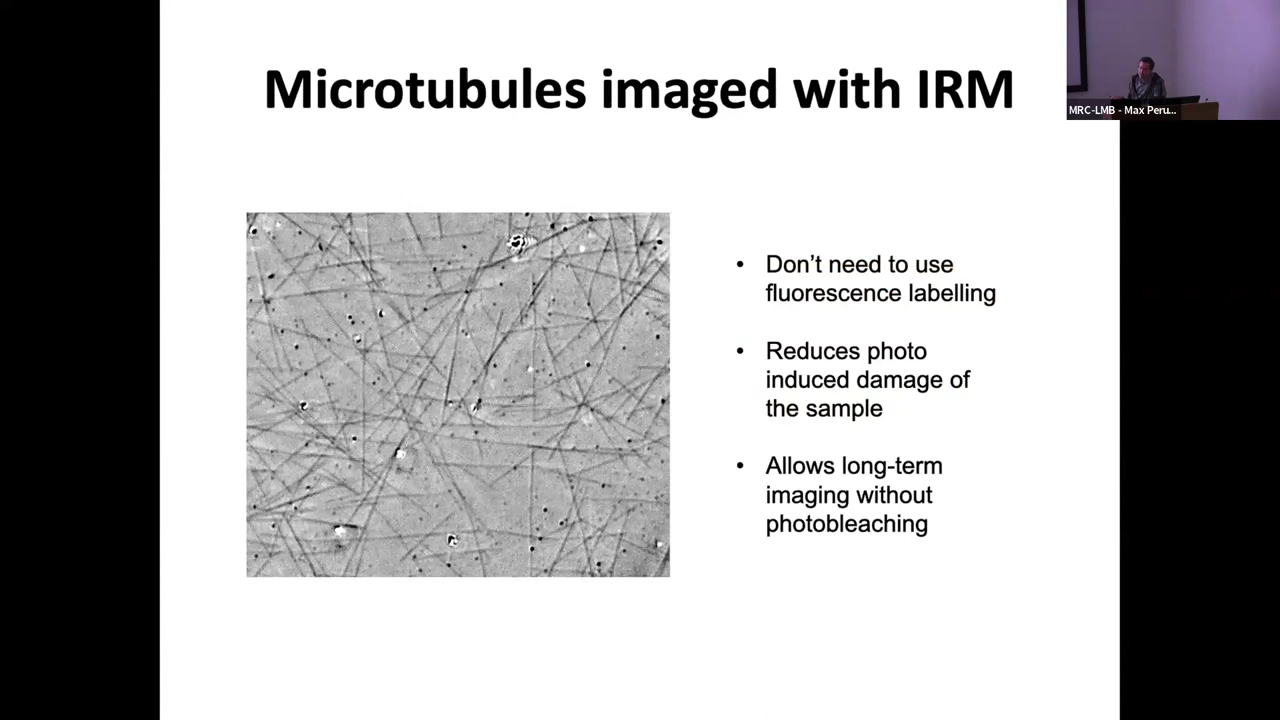 Microtubules imaged with IRM
MRC-LMB - Max Peru...
• Don't need to use
fluorescence labelling
• Reduces photo
induced damage of
the sample
• Allows long-term
imaging without
photobleaching